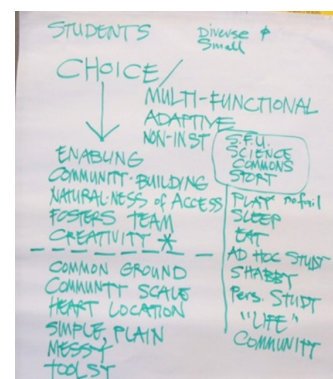 STUDENTS
Diverse &
Small
CHOICE/
MULTI-FUNCTIONAL
ADAPTIVE
NON-INST
ENABLING
COMMUNITY-BUILDING
NATURAL-NESS of ACCESS
FOSTERS TEAM
CREATIVITY *
COMMON GROUND
COMMUNITY SCALE
HEART LOCATION
SIMPLE, PLAIN
MESSY
TOOLSY
S.F.U.
SCIENCE
COMMONS
STORY
PLAY
SLEEP
EAT
AD HOC STUDY
SHABBY
PERS. STUDY
"LIFE"
COMMUNITY